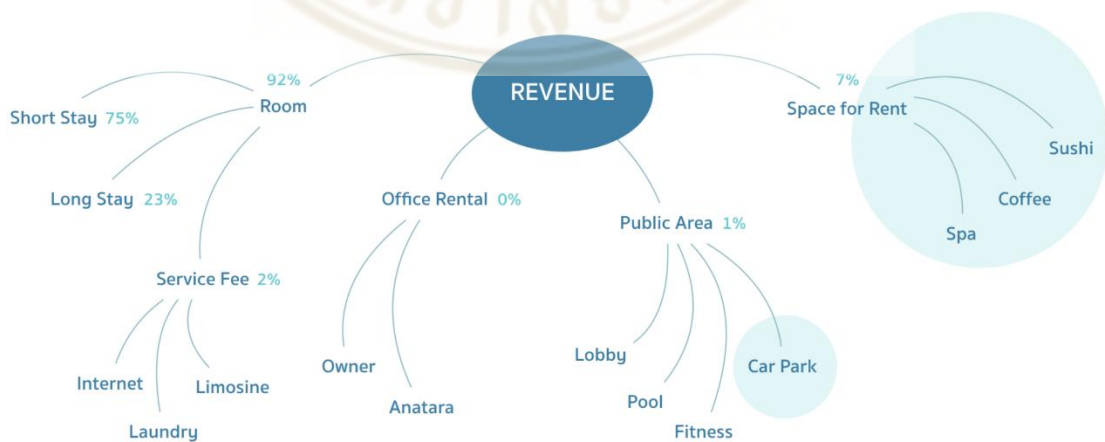 REVENUE
92%
Room
Short Stay 75%
Long Stay 23%
Service Fee 2%
Internet
Laundry
Limosine
Office Rental 0%
Owner
Anatara
Public Area 1%
Lobby
Pool
Fitness
Car Park
7%
Space for Rent
Sushi
Coffee
Spa